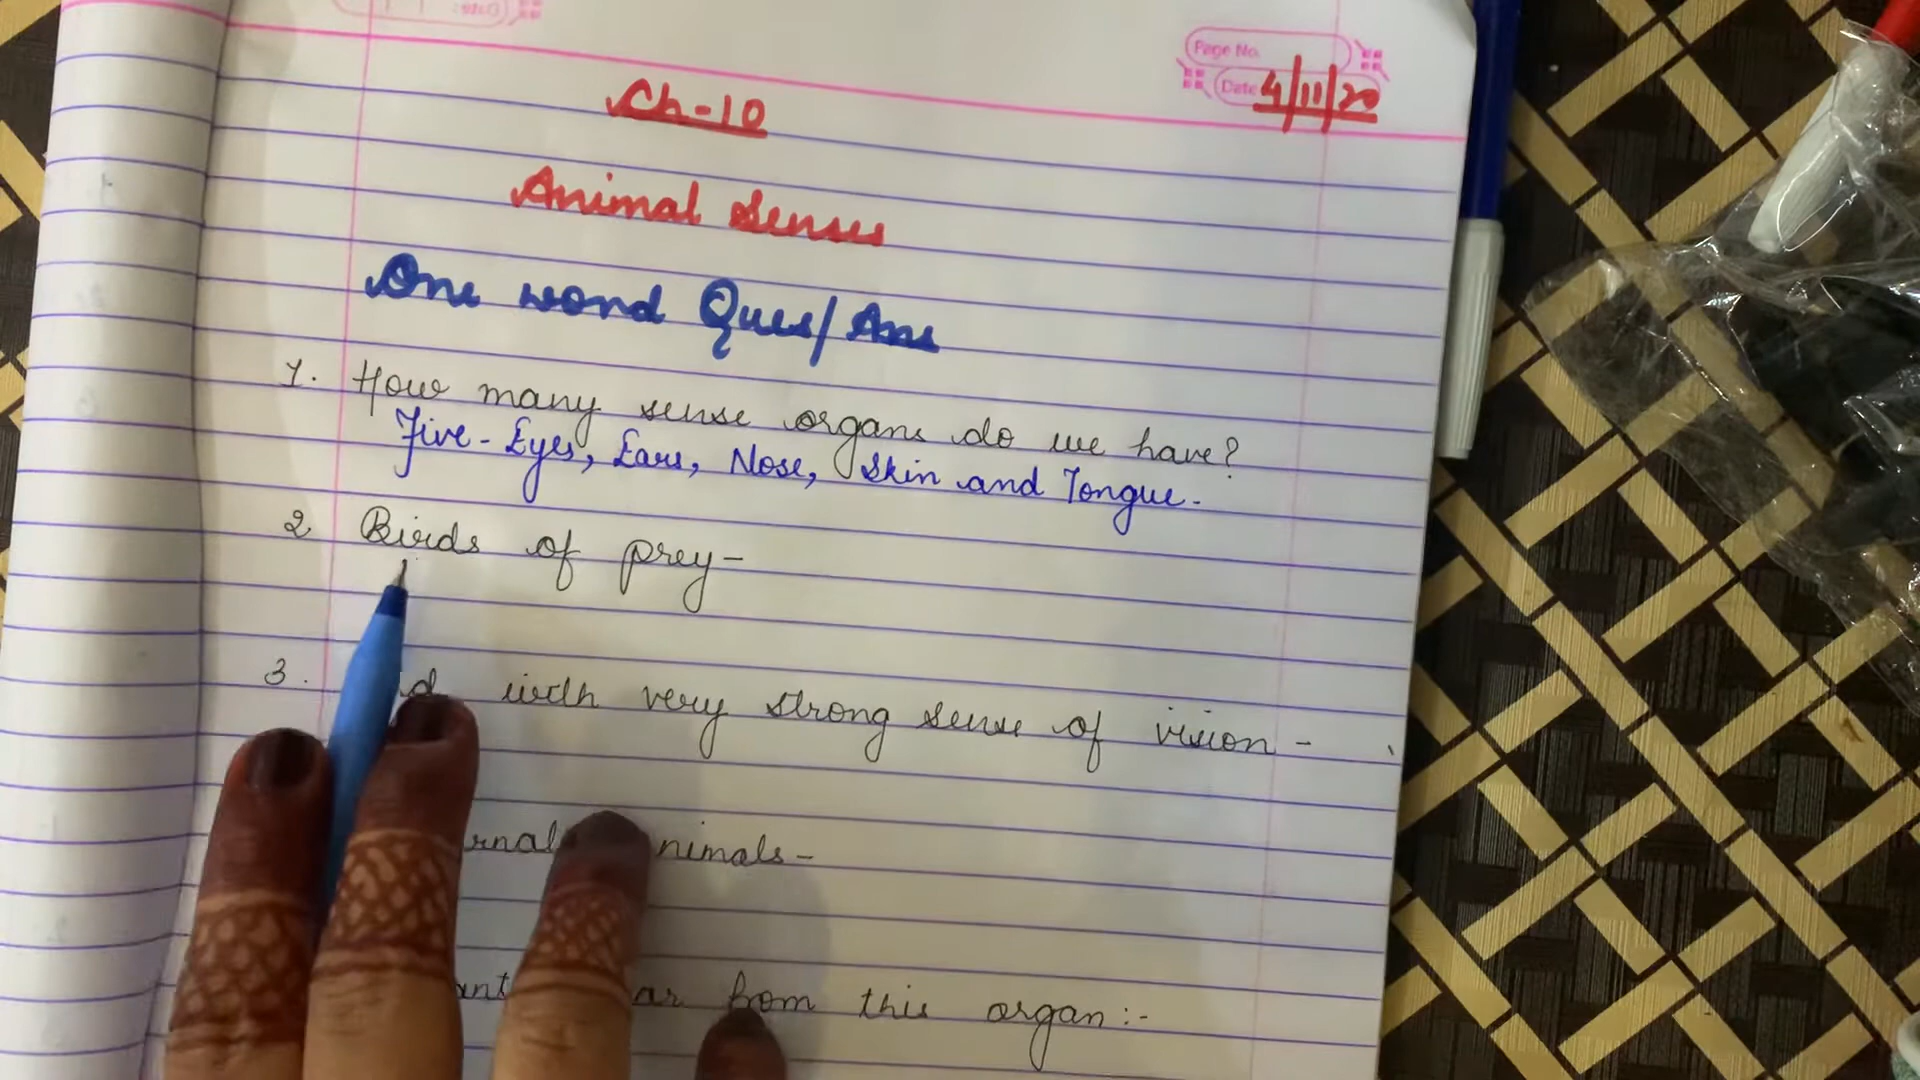 Page No.
Date 4/11/20
Ch-10
Animal Senses
One word Ques/Ans
1. How many sense organs do we have?
Five- Eyes, Ears, Nose, Skin and Tongue.
2 Birds of prey-
3. with very strong sense of vision -
nimals-
from this organ:-